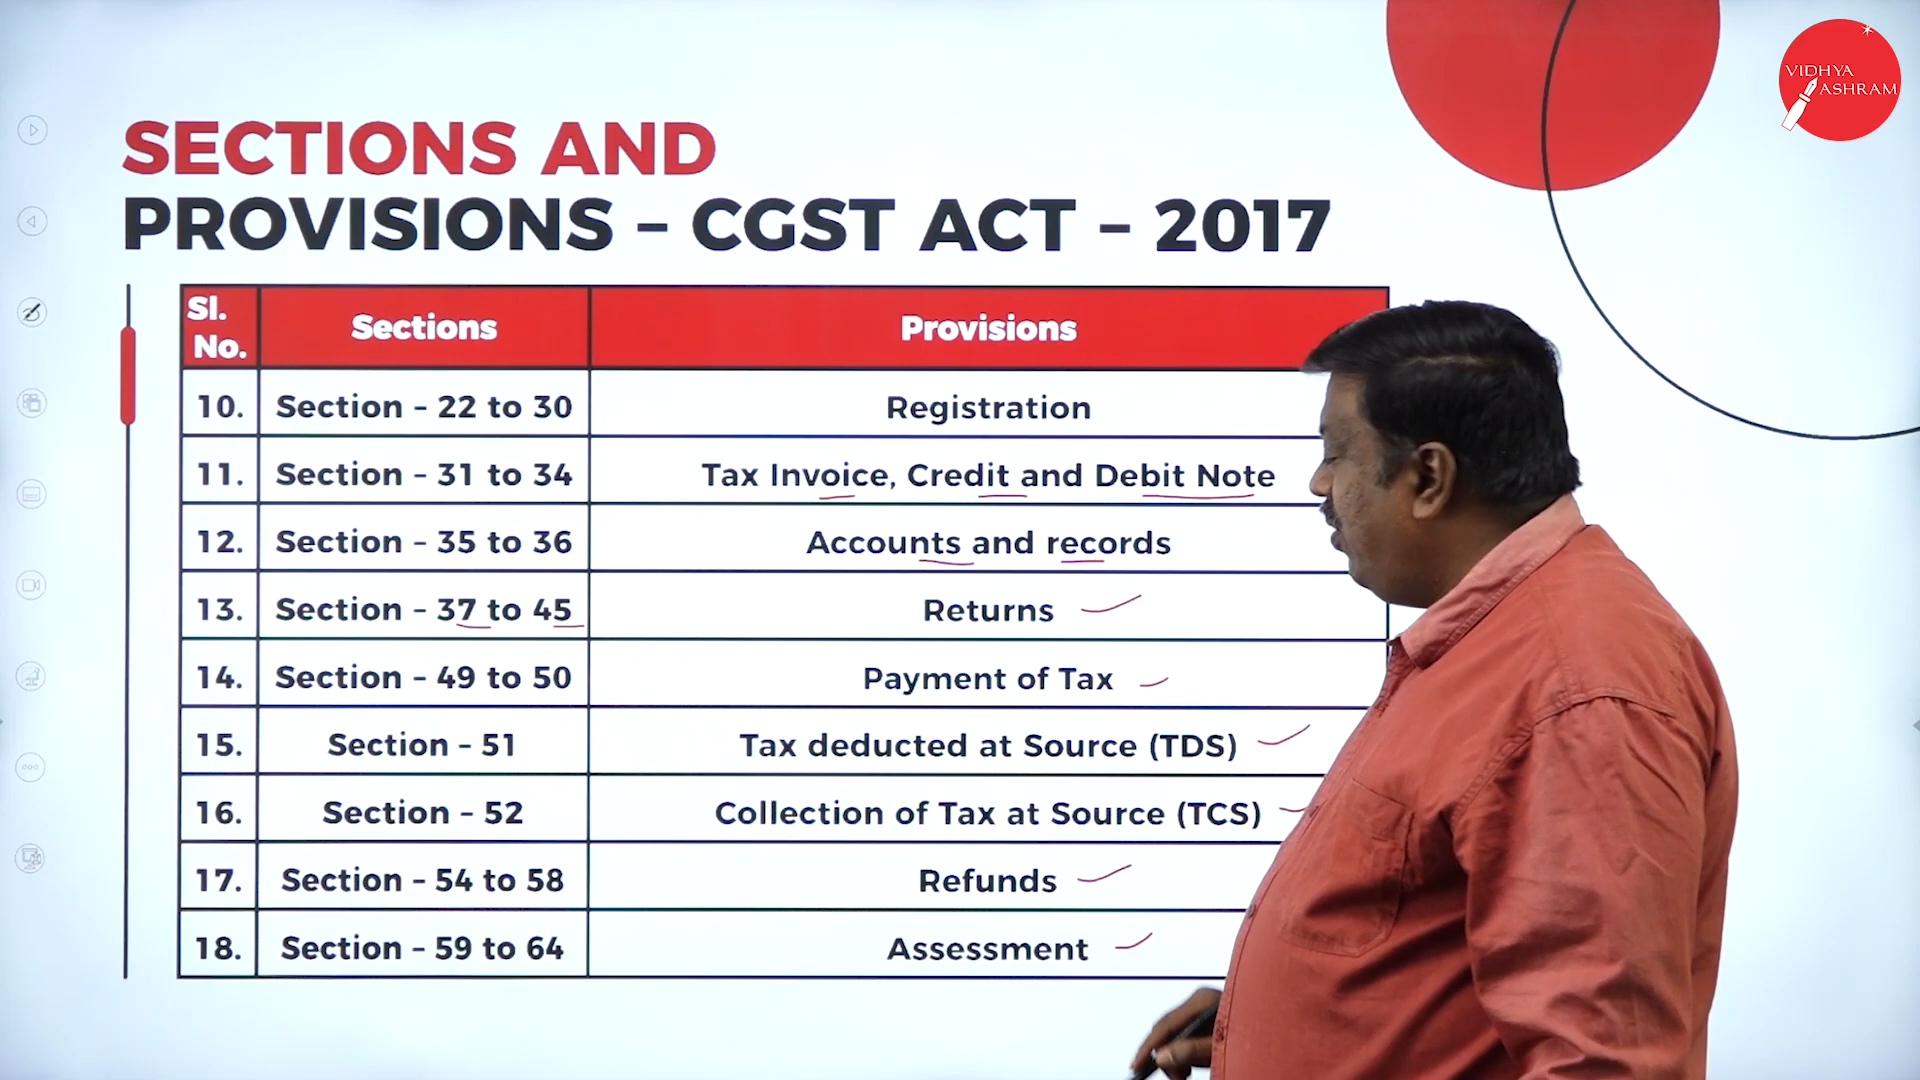 VIDHYA
ASHRAM
SECTIONS AND
PROVISIONS – CGST ACT – 2017
Sl. No. Sections Provisions
10. Section – 22 to 30 Registration
11. Section – 31 to 34 Tax Invoice, Credit and Debit Note
12. Section – 35 to 36 Accounts and records
13. Section – 37 to 45 Returns
14. Section – 49 to 50 Payment of Tax
15. Section – 51 Tax deducted at Source (TDS)
16. Section – 52 Collection of Tax at Source (TCS)
17. Section – 54 to 58 Refunds
18. Section – 59 to 64 Assessment